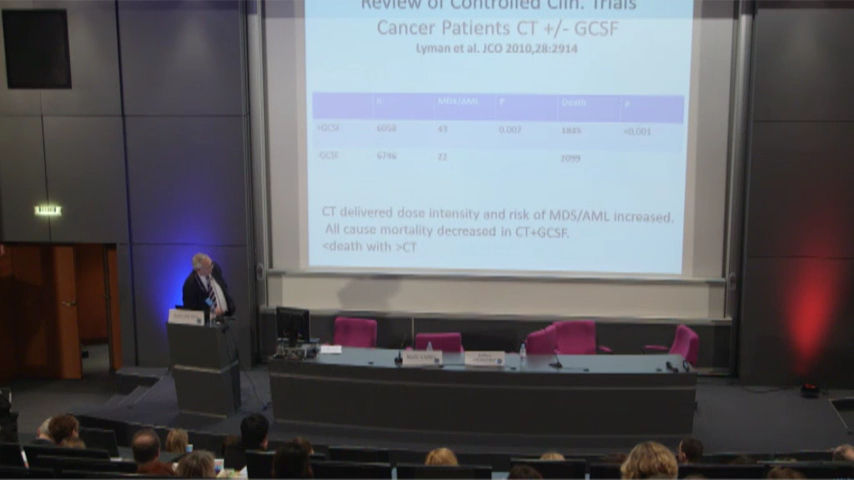 Review of Controlled Clin. Trials
Cancer Patients CT +/- GCSF
Lyman et al. JCO 2010,28:2914
n MDS/AML P Death p
+GCSF 6058 43 0.007 1845 <0,001
-GCSF 6746 22 2099
CT delivered dose intensity and risk of MDS/AML increased.
All cause mortality decreased in CT+GCSF.
<death with >CT